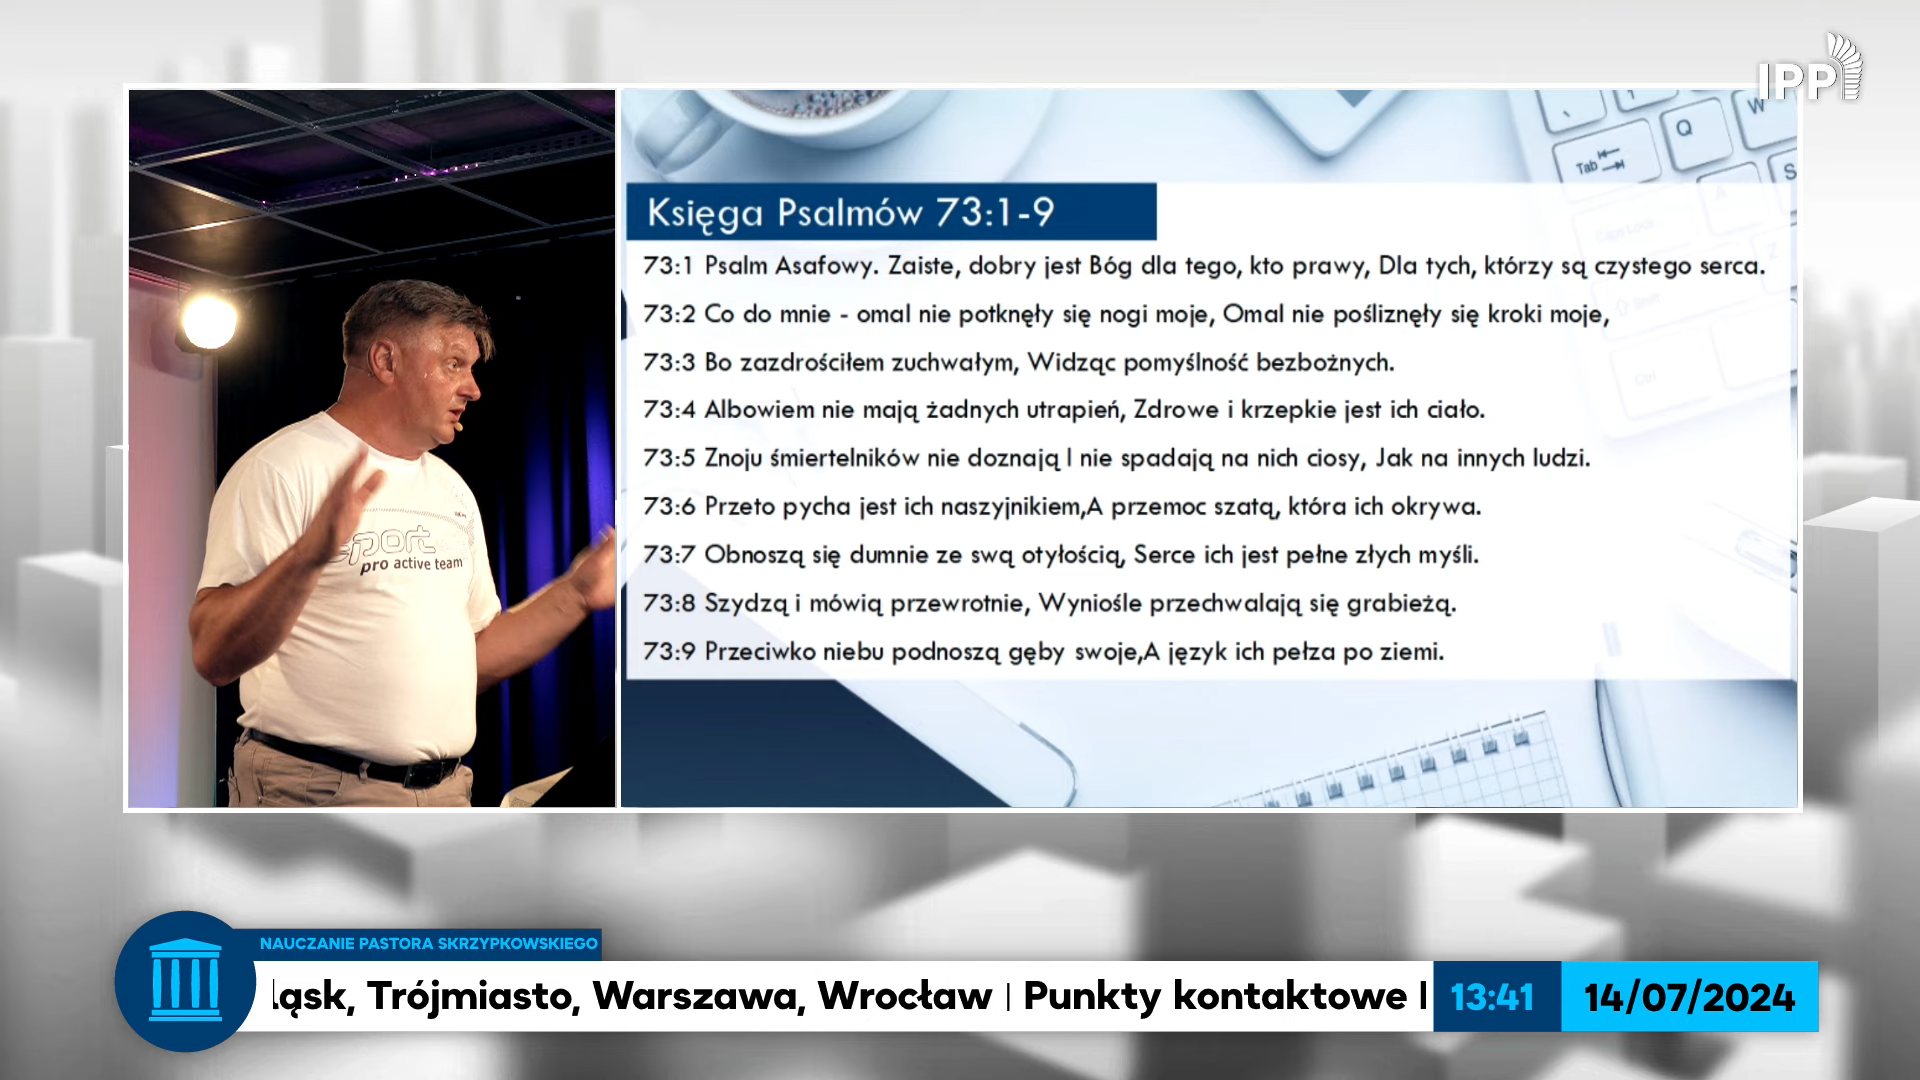 IPP
Tab
Q
W
S
A
Caps Lock
Z
Shift
Ctrl
Księga Psalmów 73:1-9
73:1 Psalm Asafowy. Zaiste, dobry jest Bóg dla tego, kto prawy, Dla tych, którzy są czystego serca.
73:2 Co do mnie - omal nie potknęły się nogi moje, Omal nie pośliznęły się kroki moje,
73:3 Bo zazdrościłem zuchwałym, Widząc pomyślność bezbożnych.
73:4 Albowiem nie mają żadnych utrapień, Zdrowe i krzepkie jest ich ciało.
73:5 Znoju śmiertelników nie doznają I nie spadają na nich ciosy, Jak na innych ludzi.
73:6 Przeto pycha jest ich naszyjnikiem,A przemoc szatą, która ich okrywa.
73:7 Obnoszą się dumnie ze swą otyłością, Serce ich jest pełne złych myśli.
73:8 Szydzą i mówią przewrotnie, Wyniośle przechwalają się grabieżą.
73:9 Przeciwko niebu podnoszą gęby swoje,A język ich pełza po ziemi.
sport
pro active team
NAUCZANIE PASTORA SKRZYPKOWSKIEGO
ląsk, Trójmiasto, Warszawa, Wrocław | Punkty kontaktowe I
13:41
14/07/2024